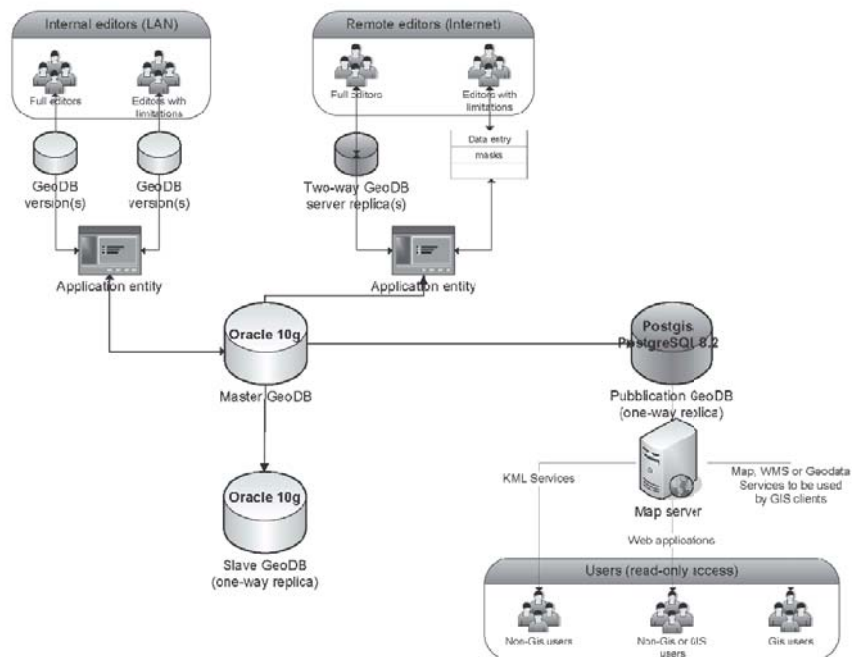 Internal editors (LAN)
Full editors
Editors with
limitations
GeoDB
version(s)
GeoDB
version(s)
Application entity
Remote editors (Internet)
Full editors
Editors with
limitations
Data entry
masks
Two-way GeoDB
server replica(s)
Application entity
Oracle 10g
Master GeoDB
Postgis
PostgreSQL 8.2
Pubblication GeoDB
(one-way replica)
Oracle 10g
Slave GeoDB
(one-way replica)
KML Services
Map server
Map, WMS or Geodata
Services to be used
by GIS clients
Web applications
Users (read-only access)
Non-Gis users
Non-Gis or GIS
users
Gis users